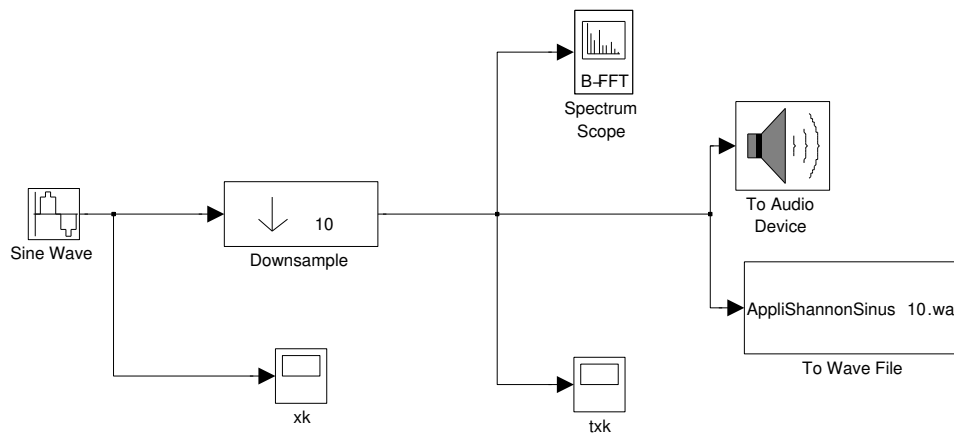 B-FFT
Spectrum
Scope
To Audio
Device
Sine Wave
10
Downsample
AppliShannonSinus 10.wa
To Wave File
xk
txk